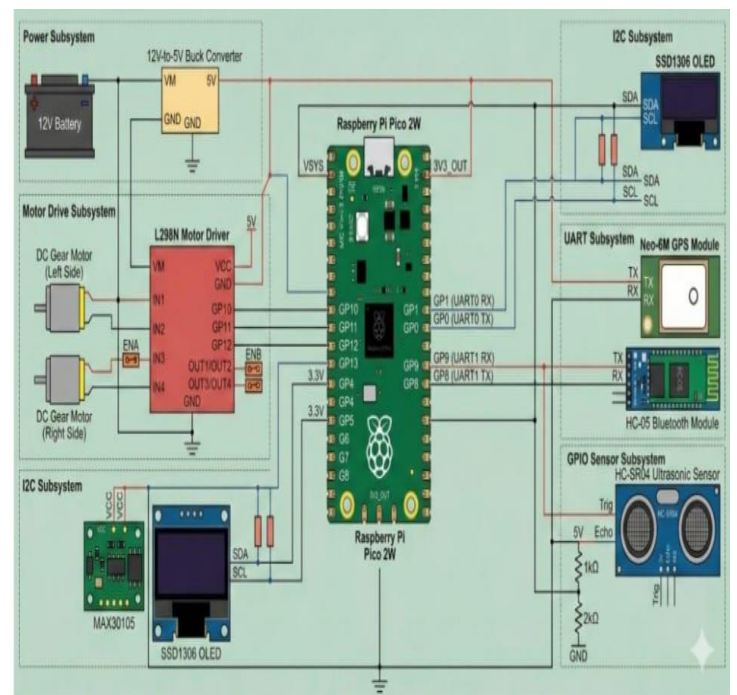 Power Subsystem
12V-to-5V Buck Converter
VM
5V
GND GND
12V Battery
Motor Drive Subsystem
L298N Motor Driver
5V
DC Gear Motor
(Left Side)
VM
VCC
GND
IN1
GP10
IN2
GP11
GP12
ENA
IN3
OUT1/OUT2
ENB
OUT3/OUT4
IN4
GND
DC Gear Motor
(Right Side)
I2C Subsystem
VCC
VCC
MAX30105
SDA
SCL
SSD1306 OLED
Raspberry Pi Pico 2W
VSYS
3V3_OUT
GP10
GP11
GP12
GP13
GP4
GP4
GP5
G6
G7
G8
3.3V
3.3V
GP1
GP0
GP9
GP8
GP1 (UART0 RX)
GP0 (UART0 TX)
GP9 (UART1 RX)
GP8 (UART1 TX)
3V3_OUT
Raspberry Pi
Pico 2W
I2C Subsystem
SSD1306 OLED
SDA
SDA
SCL
SDA
SDA
SCL
SCL
UART Subsystem
Neo-6M GPS Module
TX
TX
RX
RX
TX
RX
HC-05 Bluetooth Module
GPIO Sensor Subsystem
HC-SR04 Ultrasonic Sensor
HC-SR04
Trig
5V
Echo
1kΩ
2kΩ
GND
Trig